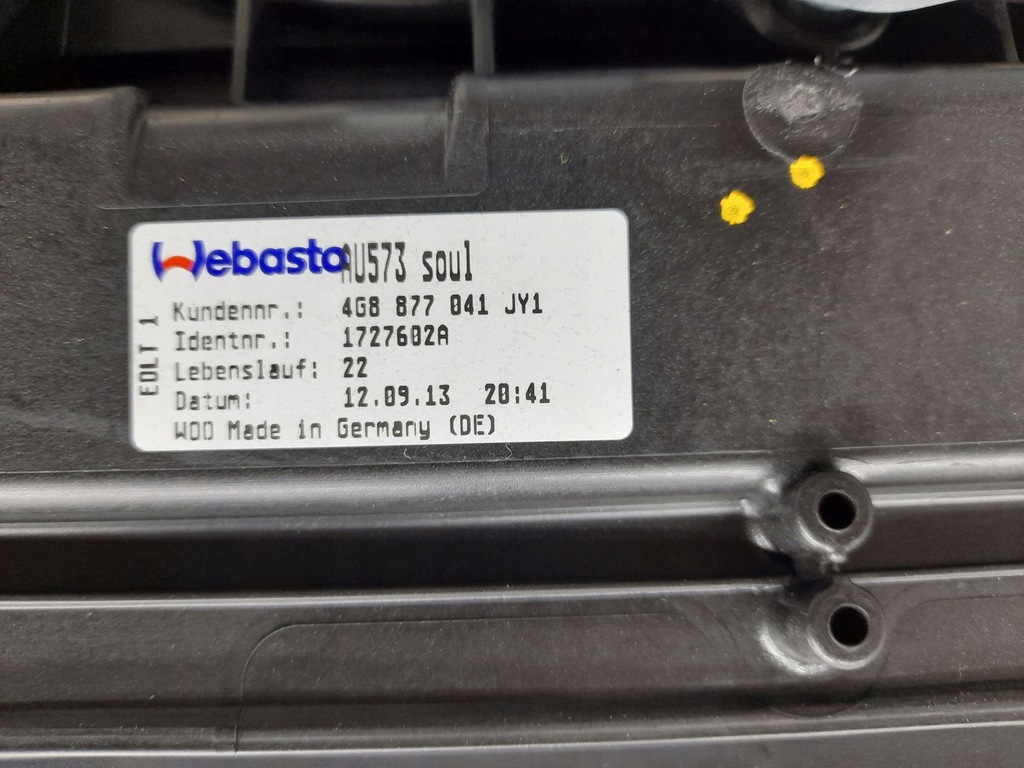 Webasto AU573 soul
Kundennr.: 4G8 877 041 JY1
Identnr.: 1727602A
Lebenslauf: 22
Datum: 12.09.13 20:41
WOO Made in Germany (DE)
EOLT 1